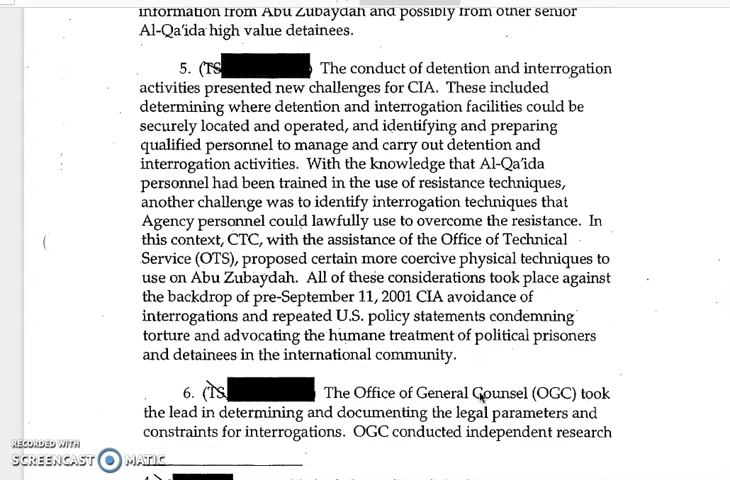 information from Abu Zubaydah and possibly from other senior
Al-Qa'ida high value detainees.
5. (TS ) The conduct of detention and interrogation
activities presented new challenges for CIA. These included
determining where detention and interrogation facilities could be
securely located and operated, and identifying and preparing
qualified personnel to manage and carry out detention and
interrogation activities. With the knowledge that Al-Qa'ida
personnel had been trained in the use of resistance techniques,
another challenge was to identify interrogation techniques that
Agency personnel could lawfully use to overcome the resistance. In
this context, CTC, with the assistance of the Office of Technical
Service (OTS), proposed certain more coercive physical techniques to
use on Abu Zubaydah. All of these considerations took place against
the backdrop of pre-September 11, 2001 CIA avoidance of
interrogations and repeated U.S. policy statements condemning
torture and advocating the humane treatment of political prisoners
and detainees in the international community.
6. (TS ) The Office of General Counsel (OGC) took
the lead in determining and documenting the legal parameters and
constraints for interrogations. OGC conducted independent research
RECORDED WITH
SCREENCAST MATIC